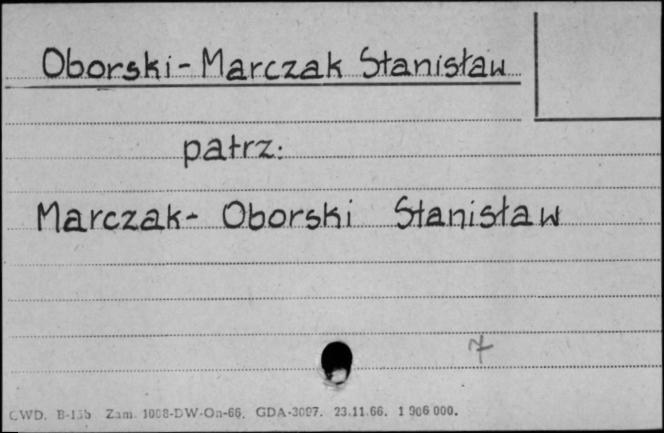 Oborski-Marczak Stanisław
patrz:
Marczak-Oborski Stanisław
7
CWD. B-15b Zam. 1008-DW-On-66. GDA-3097. 23.11.66. 1 906 000.